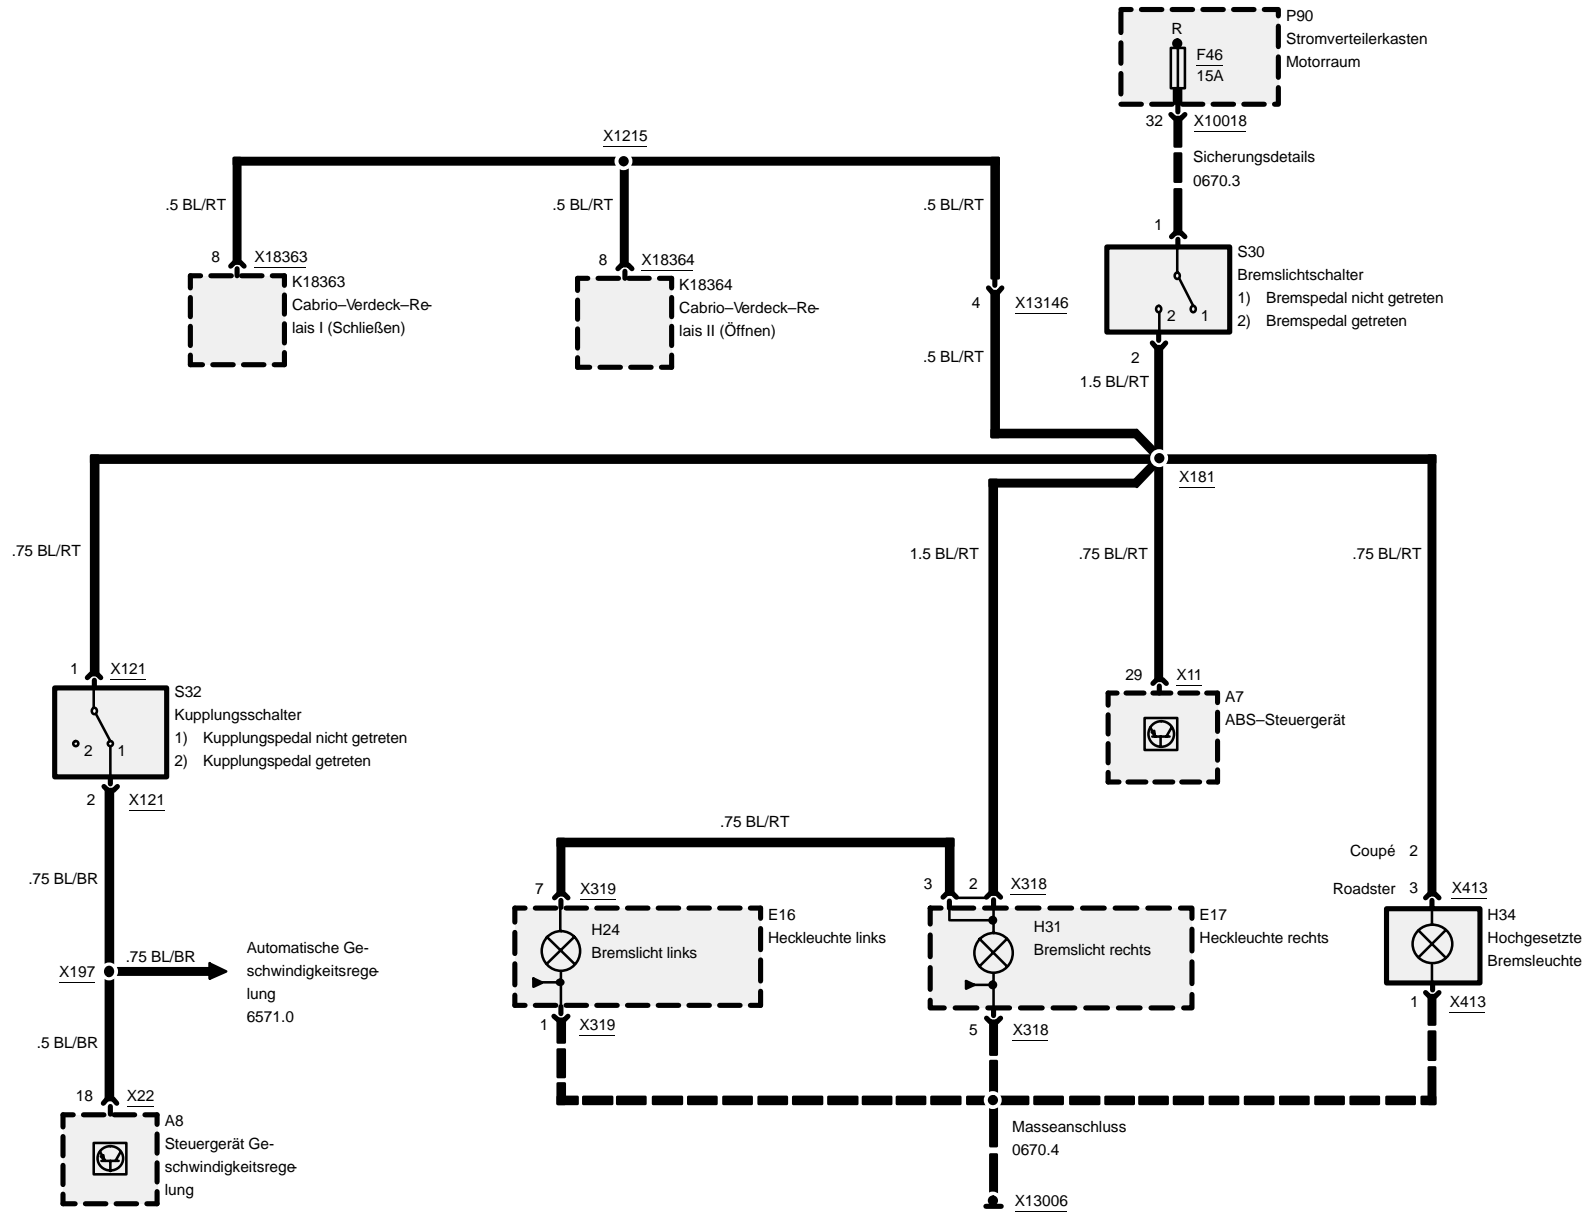 P90
R
Stromverteilerkasten
F46
Motorraum
15A
32
X10018
X1215
Sicherungsdetails
0670.3
.5 BL/RT
.5 BL/RT
.5 BL/RT
1
8
X18363
8
X18364
S30
Bremslichtschalter
1) Bremspedal nicht getreten
2) Bremspedal getreten
2
1
K18363
Cabrio–Verdeck–Re-
lais I (Schließen)
K18364
Cabrio–Verdeck–Re-
lais II (Öffnen)
4
X13146
.5 BL/RT
2
1.5 BL/RT
X181
.75 BL/RT
1.5 BL/RT
.75 BL/RT
.75 BL/RT
1
X121
29
X11
S32
Kupplungsschalter
1) Kupplungspedal nicht getreten
2) Kupplungspedal getreten
2
1
A7
ABS–Steuergerät
2
X121
.75 BL/RT
Coupé 2
.75 BL/BR
7
X319
3
2
X318
Roadster 3
X413
E16
Heckleuchte links
H24
Bremslicht links
E17
Heckleuchte rechts
H31
Bremslicht rechts
H34
Hochgesetzte
Bremsleuchte
X197
.75 BL/BR
Automatische Ge-
schwindigkeitsrege-
lung
6571.0
1
X319
5
X318
1
X413
.5 BL/BR
18
X22
A8
Steuergerät Ge-
schwindigkeitsrege-
lung
Masseanschluss
0670.4
X13006